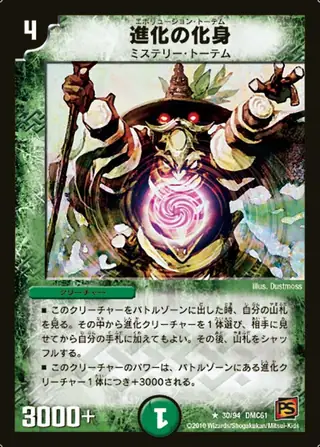 4
エボリューション・トーテム
進化の化身
ミステリー・トーテム
illus. Dustmoss
クリーチャー
■ このクリーチャーをバトルゾーンに出した時、自分の山札
を見る。その中から進化クリーチャーを1体選び、相手に見
せてから自分の手札に加えてもよい。その後、山札をシャッ
フルする。
■ このクリーチャーのパワーは、バトルゾーンにある進化ク
リーチャー1体につき+3000される。
3000+
1
★ 30/94 DMC61
©2010 Wizards/Shogakukan/Mitsui-Kids
PS